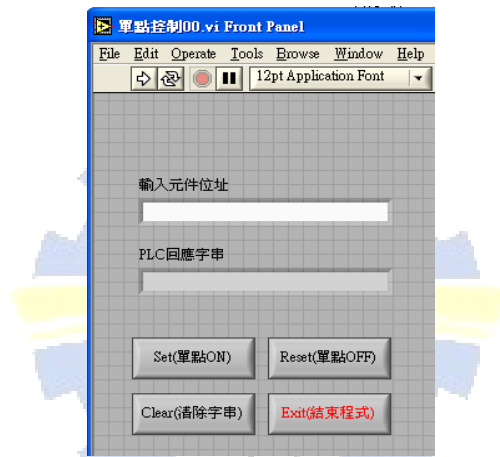 單點控制00.vi Front Panel
File Edit Operate Tools Browse Window Help
12pt Application Font
輸入元件位址
PLC回應字串
Set(單點ON) Reset(單點OFF)
Clear(清除字串) Exit(結束程式)